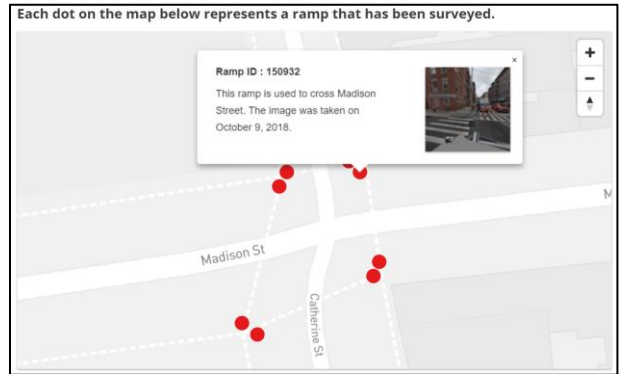 Each dot on the map below represents a ramp that has been surveyed.
Ramp ID : 150932
×
This ramp is used to cross Madison
Street. The image was taken on
October 9, 2018.
+
−
M
Madison St
Catherine St